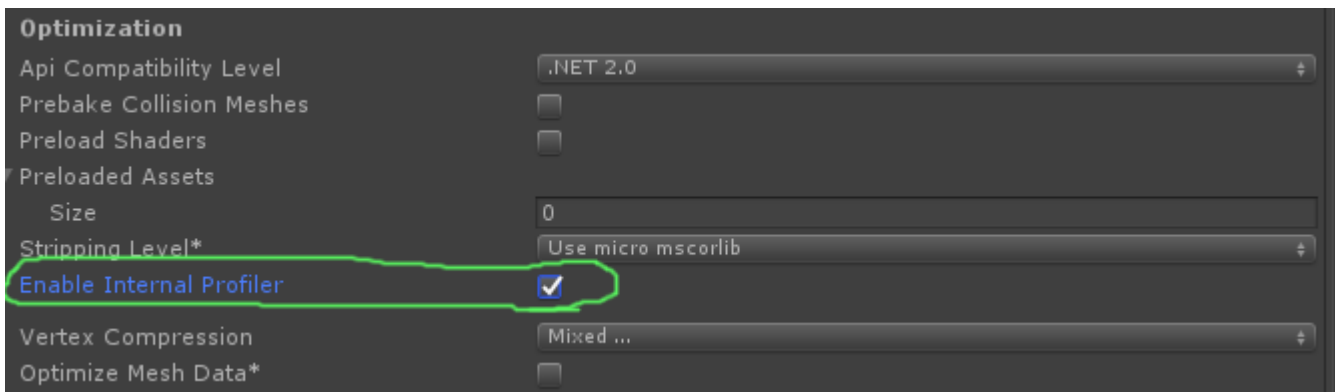 Optimization
Api Compatibility Level .NET 2.0
Prebake Collision Meshes
Preload Shaders
Preloaded Assets
Size 0
Stripping Level* Use micro mscorlib
Enable Internal Profiler
Vertex Compression Mixed ...
Optimize Mesh Data*